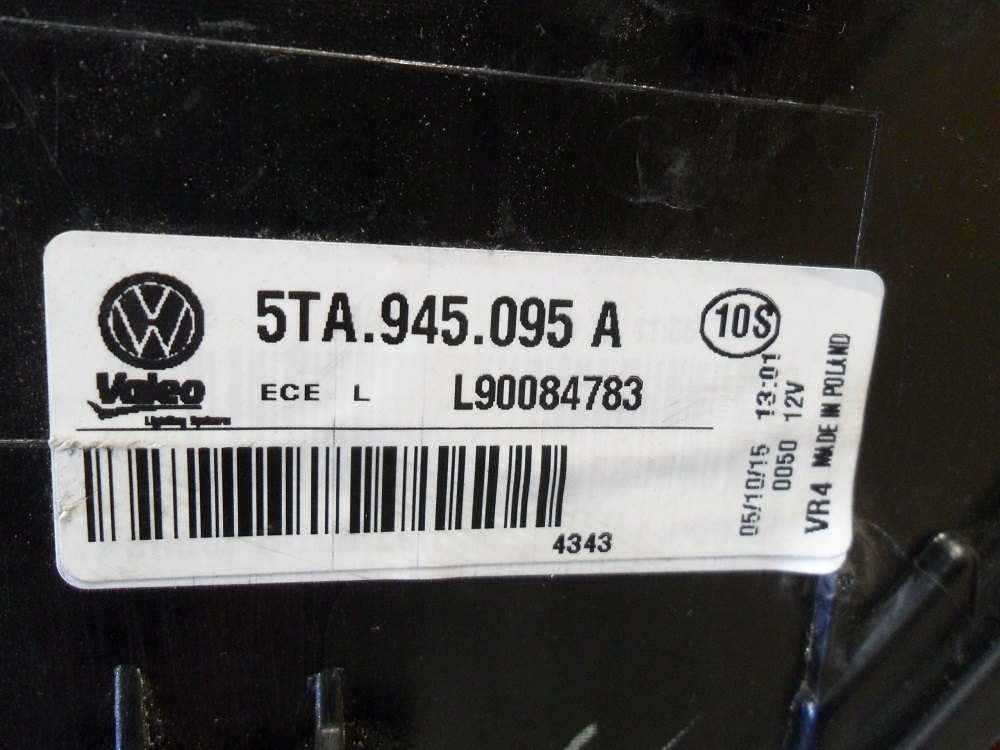 5TA.945.095 A
10S
Valeo
Lighting Systems
ECE L L90084783
4343
05/10/15 13:01
0050 12V
VR4 MADE IN POLAND